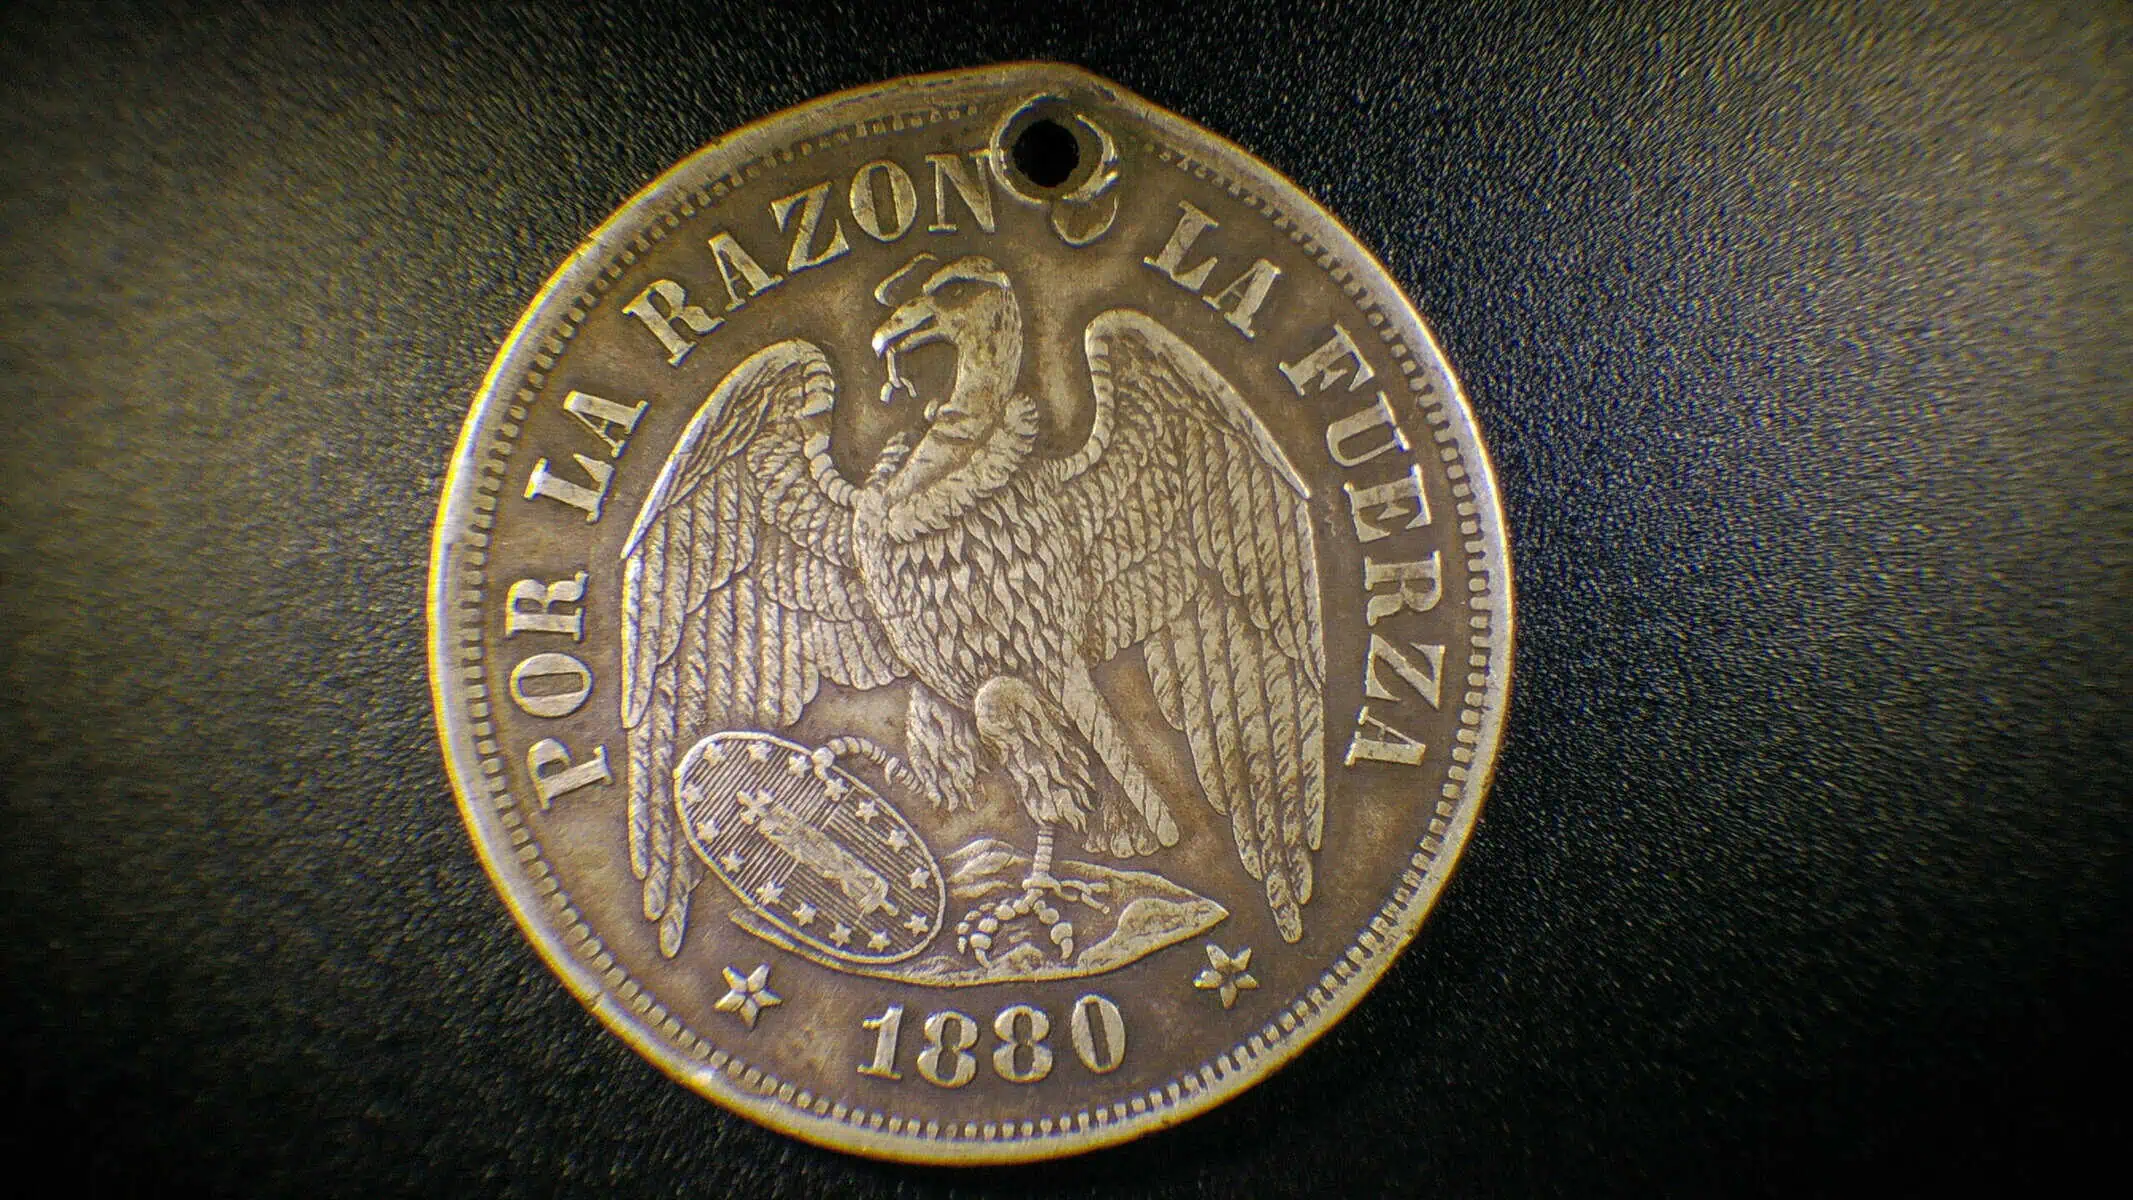 POR LA RAZON O LA FUERZA
1880